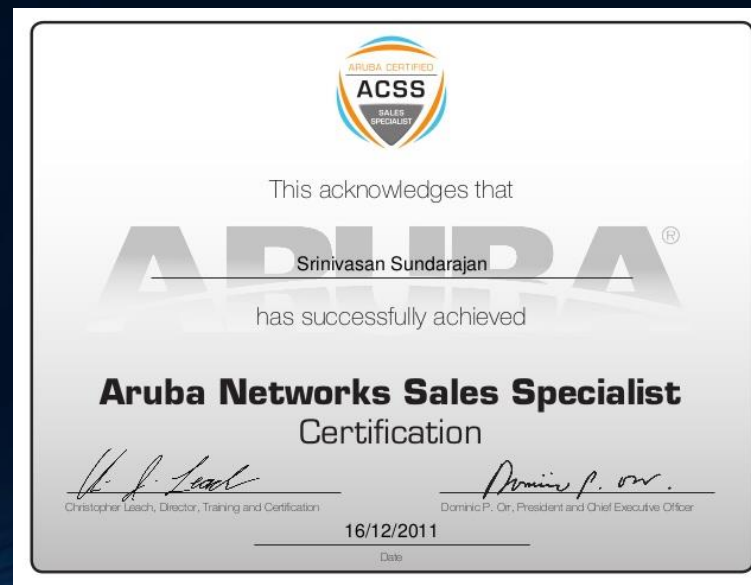 ARUBA CERTIFIED
ACSS
SALES
SPECIALIST
This acknowledges that
ARUBA®
Srinivasan Sundarajan
has successfully achieved
Aruba Networks Sales Specialist
Certification
Christopher Leach, Director, Training and Certification
Dominic P. Orr, President and Chief Executive Officer
16/12/2011
Date